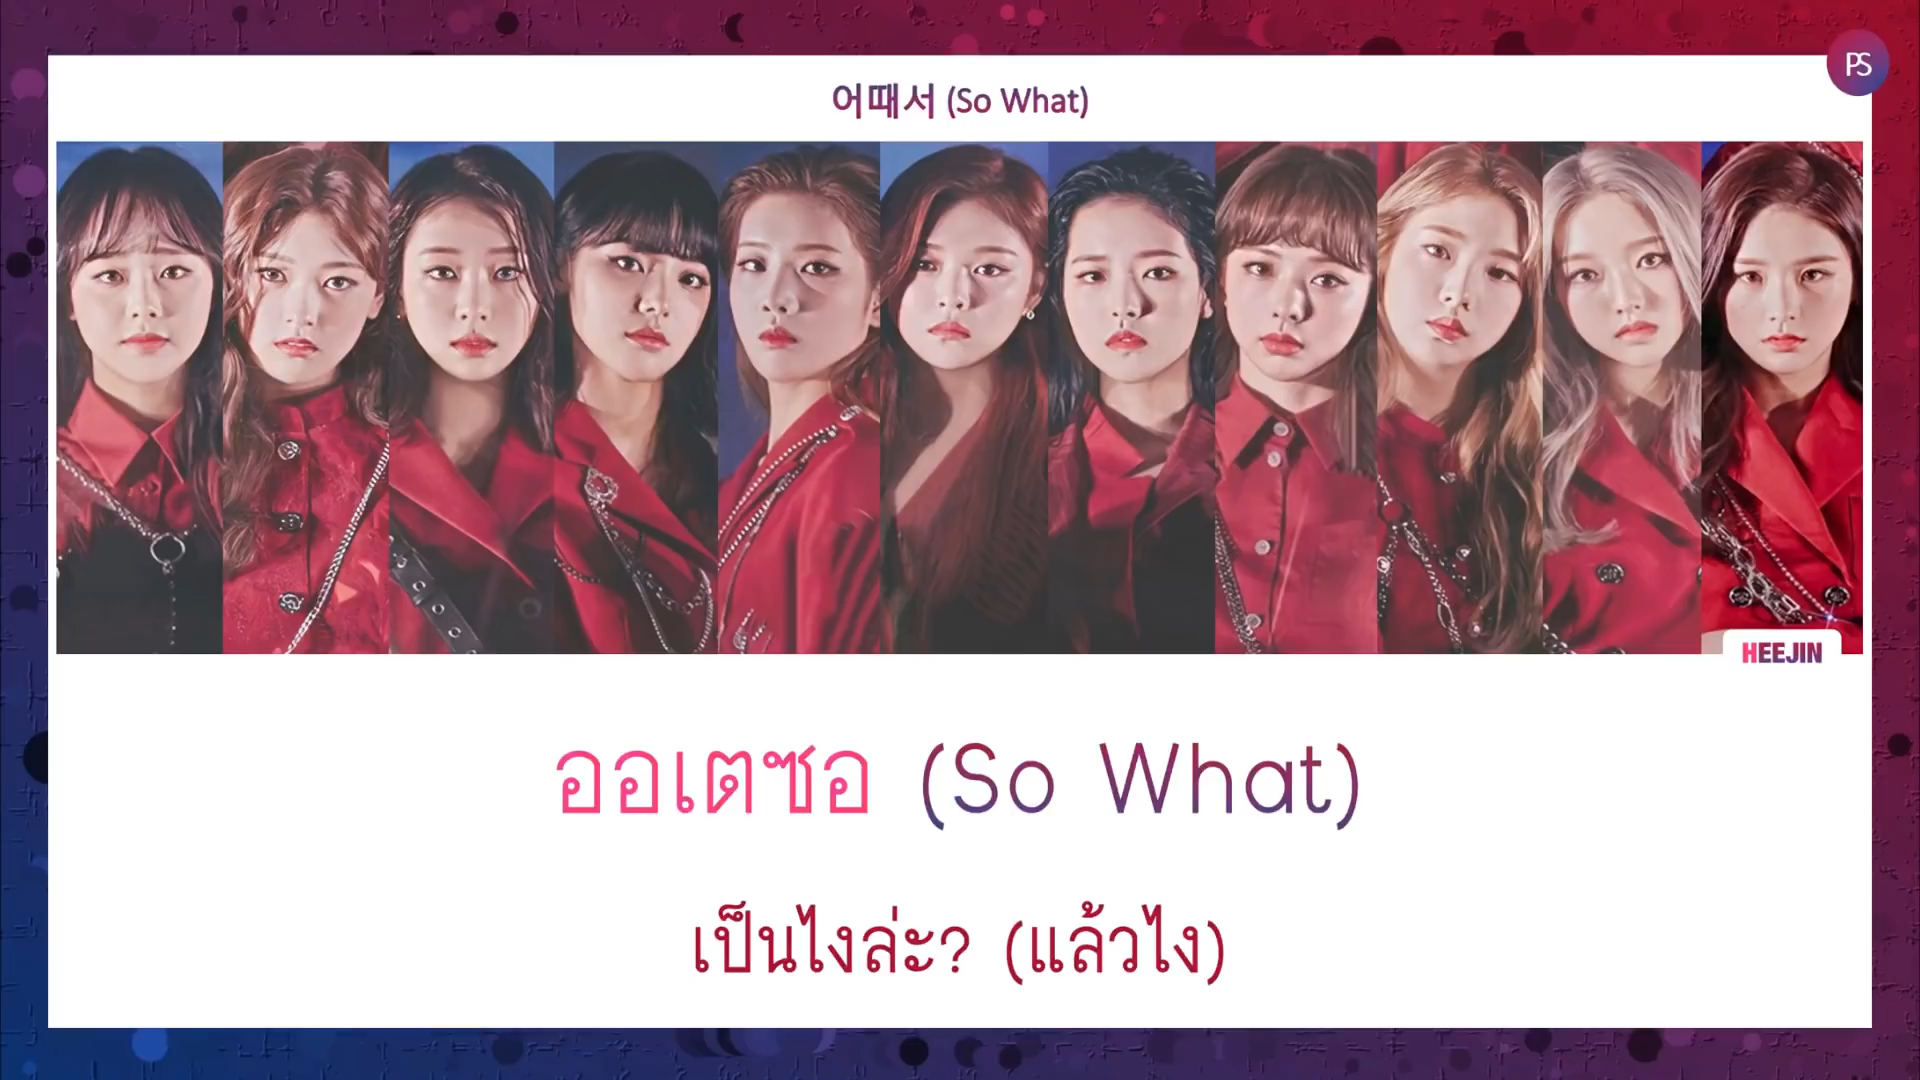 PS
어때서 (So What)
HEEJIN
ออเตซอ (So What)
เป็นไงล่ะ? (แล้วไง)